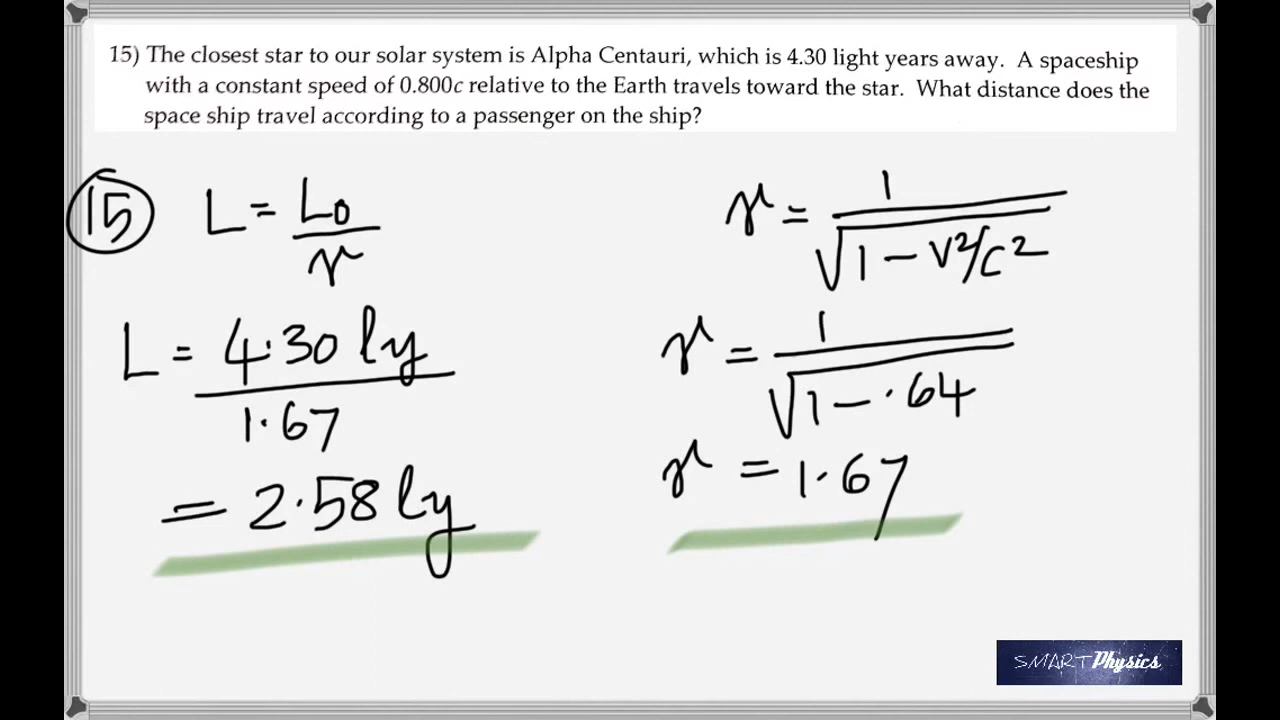 15) The closest star to our solar system is Alpha Centauri, which is 4.30 light years away. A spaceship
with a constant speed of 0.800c relative to the Earth travels toward the star. What distance does the
space ship travel according to a passenger on the ship?
15 L = L0/γ
γ = 1/√(1 - V²/C²)
L = 4.30 ly/1.67
γ = 1/√(1 - .64)
= 2.58 ly
γ = 1.67
SMART Physics